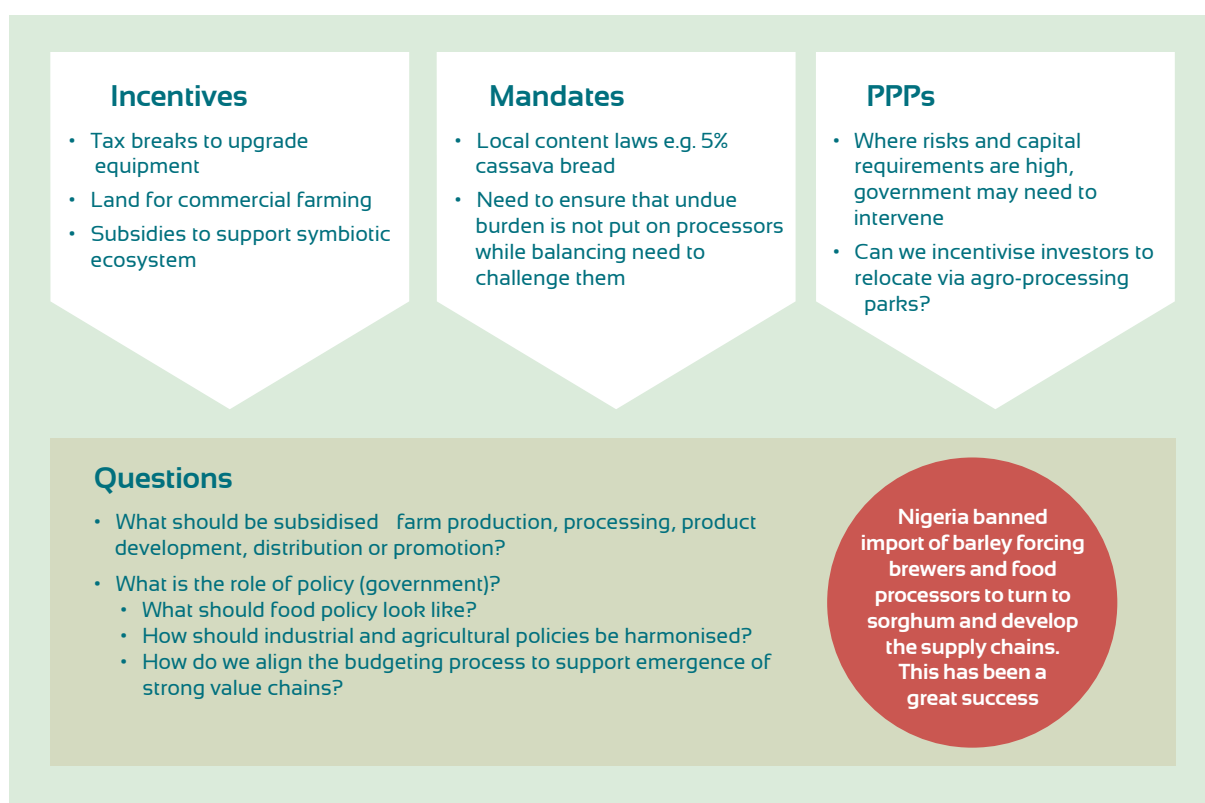 Incentives
• Tax breaks to upgrade
equipment
• Land for commercial farming
• Subsidies to support symbiotic
ecosystem
Mandates
• Local content laws e.g. 5%
cassava bread
• Need to ensure that undue
burden is not put on processors
while balancing need to
challenge them
PPPs
• Where risks and capital
requirements are high,
government may need to
intervene
• Can we incentivise investors to
relocate via agro-processing
parks?
Questions
• What should be subsidised   farm production, processing, product
development, distribution or promotion?
• What is the role of policy (government)?
• What should food policy look like?
• How should industrial and agricultural policies be harmonised?
• How do we align the budgeting process to support emergence of
strong value chains?
Nigeria banned
import of barley forcing
brewers and food
processors to turn to
sorghum and develop
the supply chains.
This has been a
great success